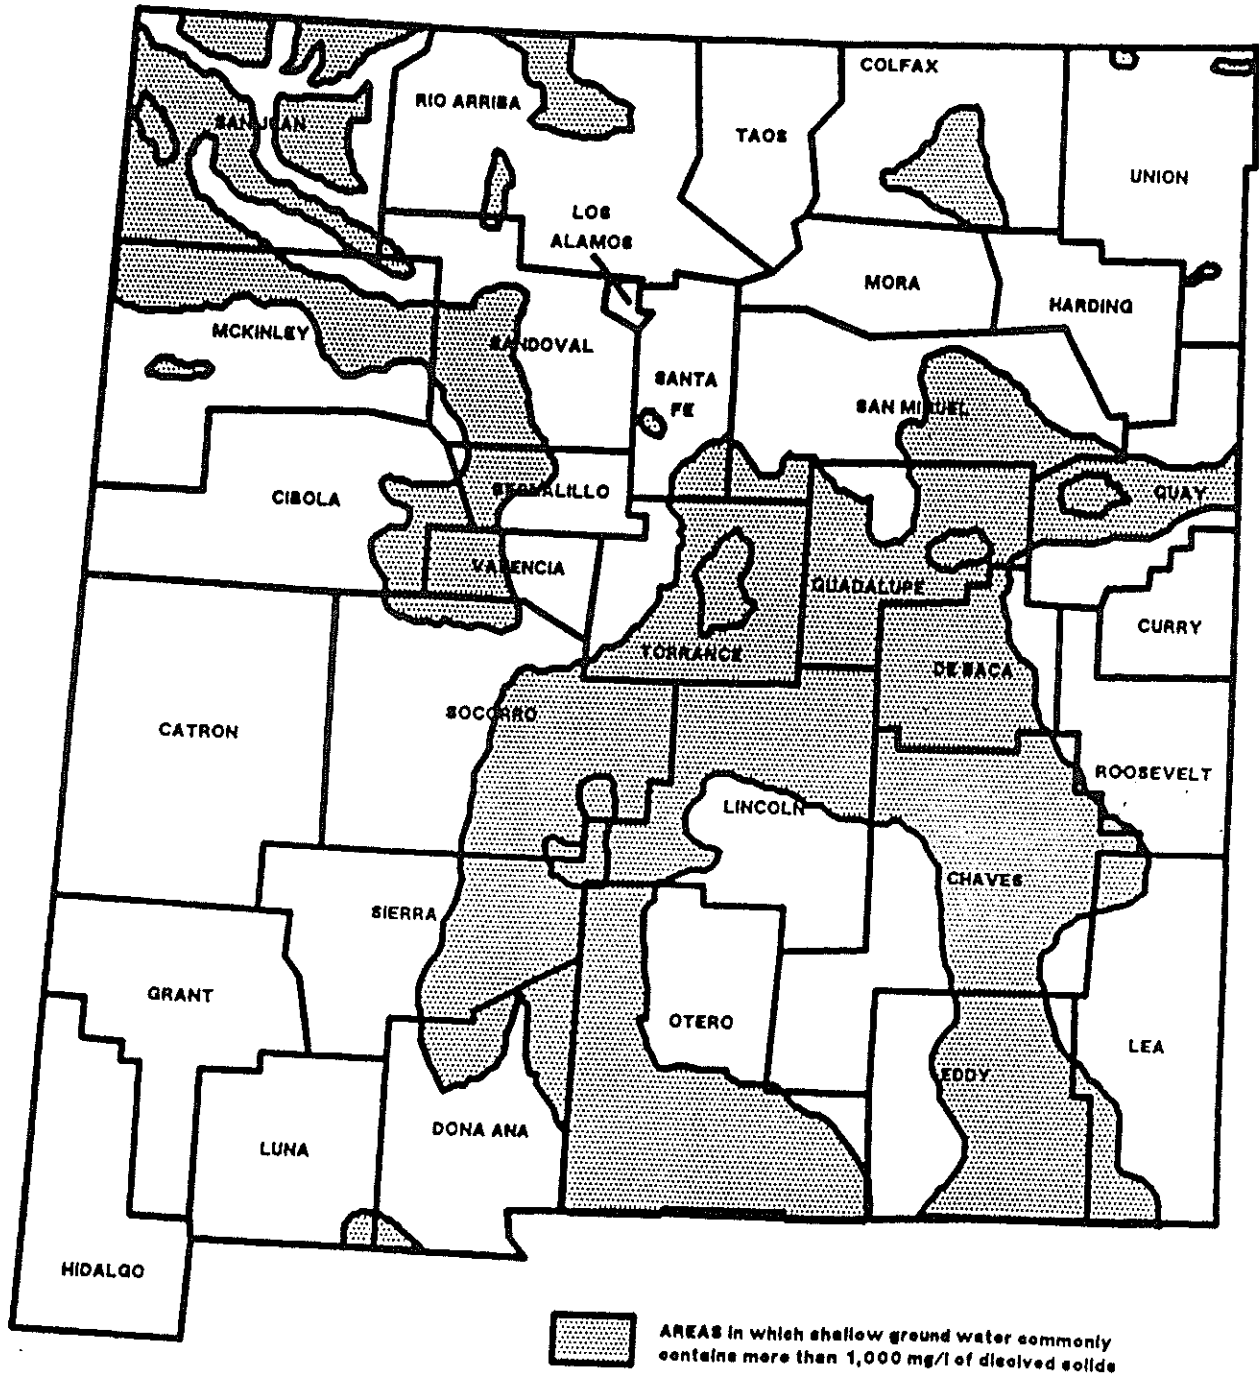 COLFAX
RIO ARRIBA
TAOS
SAN JUAN
UNION
LOS
ALAMOS
MORA
HARDING
MCKINLEY
SANDOVAL
SANTA
FE
SAN MIGUEL
CIBOLA
BERNALILLO
QUAY
VALENCIA
GUADALUPE
CURRY
TORRANCE
DE BACA
SOCORRO
CATRON
ROOSEVELT
LINCOLN
CHAVES
SIERRA
GRANT
OTERO
LEA
EDDY
DONA ANA
LUNA
HIDALGO
AREAS in which shallow ground water commonly
contains more than 1,000 mg/l of disolved solids